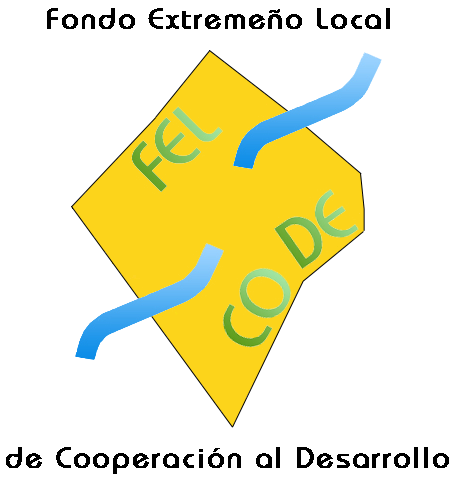 Fondo Extremeño Local
FEL
CO DE
de Cooperación al Desarrollo